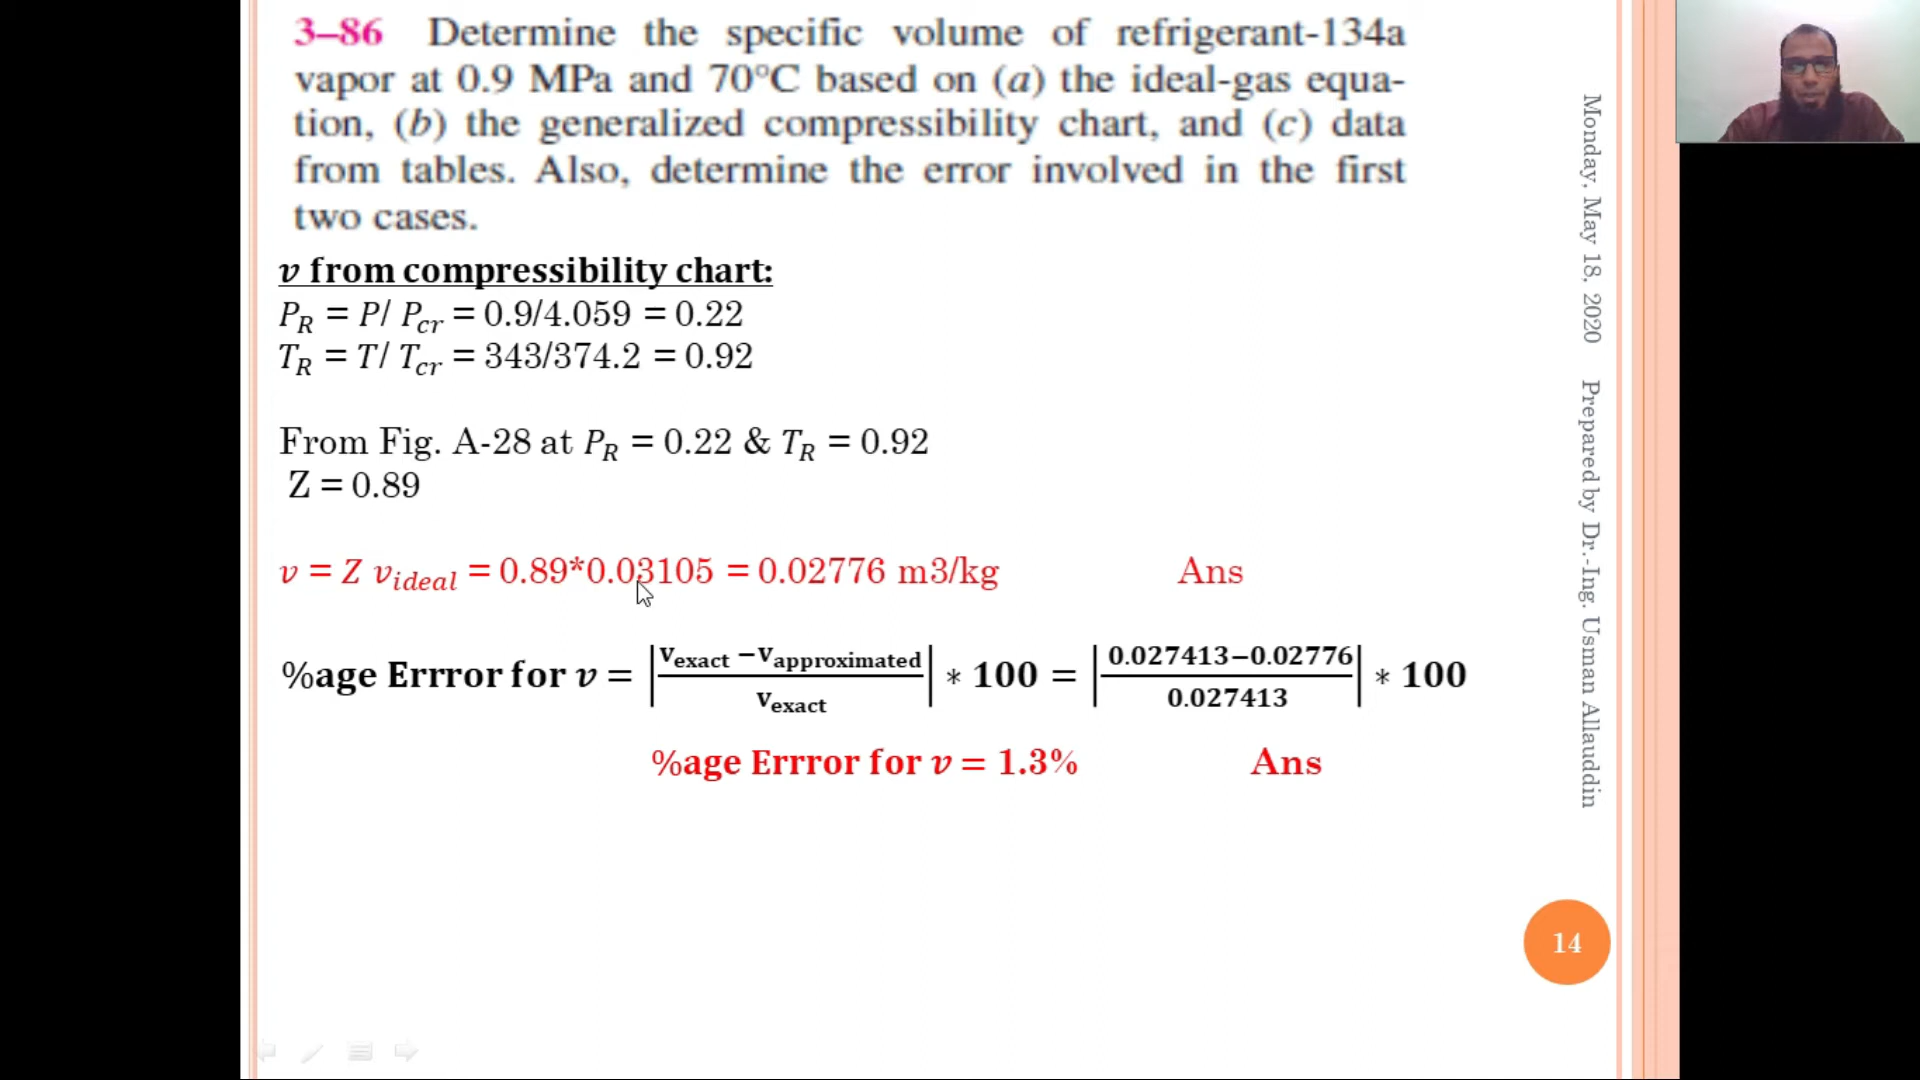 3–86 Determine the specific volume of refrigerant-134a
vapor at 0.9 MPa and 70°C based on (a) the ideal-gas equa-
tion, (b) the generalized compressibility chart, and (c) data
from tables. Also, determine the error involved in the first
two cases.
v from compressibility chart:
P_R = P/ P_cr = 0.9/4.059 = 0.22
T_R = T/ T_cr = 343/374.2 = 0.92
From Fig. A-28 at P_R = 0.22 & T_R = 0.92
Z = 0.89
v = Z v_ideal = 0.89*0.03105 = 0.02776 m3/kg Ans
%age Errror for v = |(v_exact − v_approximated)/v_exact| ∗ 100 = |(0.027413−0.02776)/0.027413| ∗ 100
%age Errror for v = 1.3% Ans
Monday, May 18, 2020 Prepared by Dr.-Ing. Usman Allauddin
14